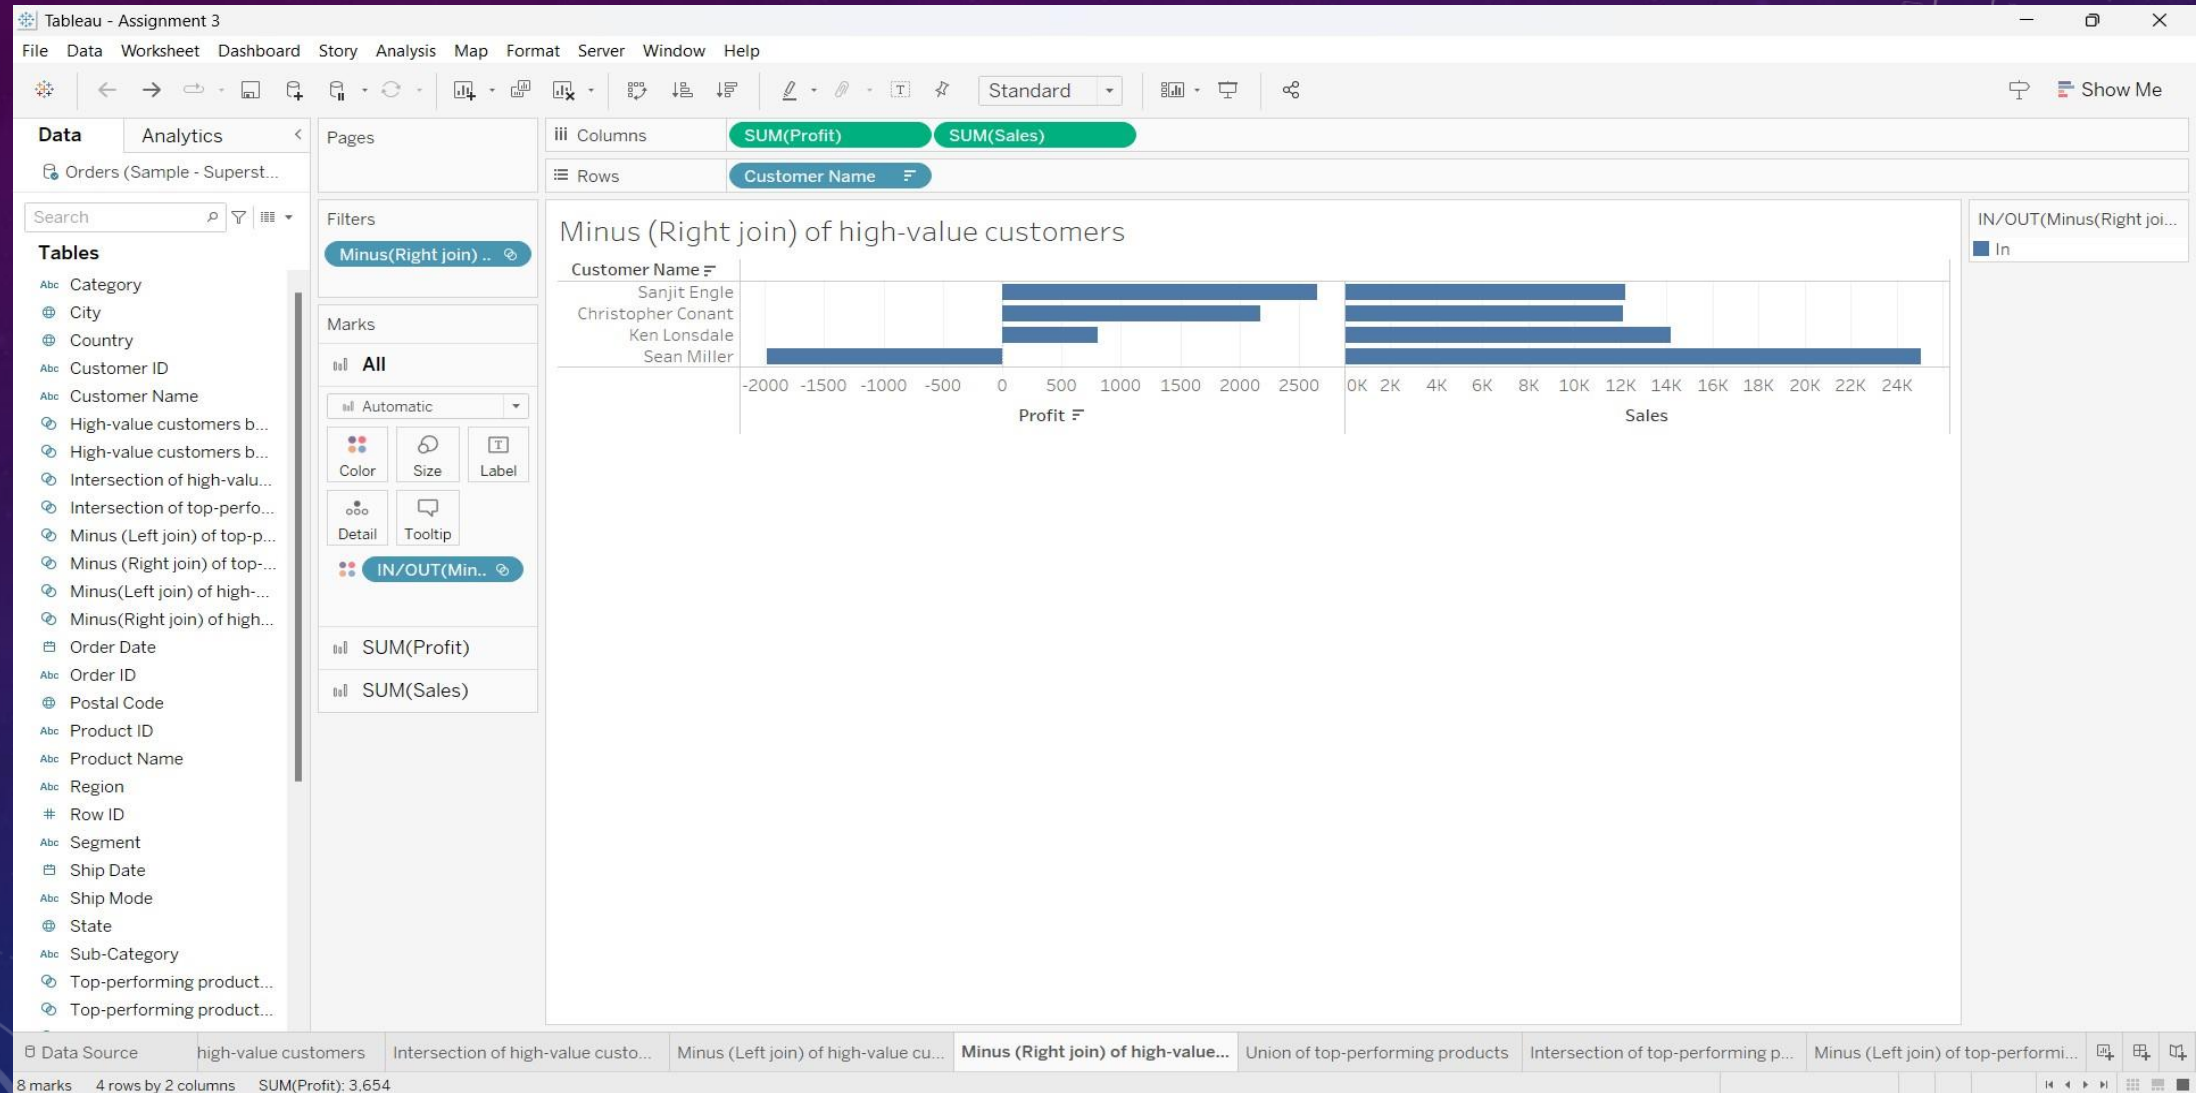 Tableau - Assignment 3
File Data Worksheet Dashboard Story Analysis Map Format Server Window Help
Standard
Show Me
Data
Analytics
Orders (Sample - Superst...
Search
Tables
Abc Category
City
Country
Abc Customer ID
Abc Customer Name
High-value customers b...
High-value customers b...
Intersection of high-valu...
Intersection of top-perfo...
Minus (Left join) of top-p...
Minus (Right join) of top-...
Minus(Left join) of high-...
Minus(Right join) of high...
Order Date
Abc Order ID
Postal Code
Abc Product ID
Abc Product Name
Abc Region
# Row ID
Abc Segment
Ship Date
Abc Ship Mode
State
Abc Sub-Category
Top-performing product...
Top-performing product...
Pages
Filters
Minus(Right join) ..
Marks
All
Automatic
Color Size Label
T
Detail Tooltip
IN/OUT(Min..
SUM(Profit)
SUM(Sales)
Columns SUM(Profit) SUM(Sales)
Rows Customer Name
Minus (Right join) of high-value customers
Customer Name
Sanjit Engle
Christopher Conant
Ken Lonsdale
Sean Miller
-2000 -1500 -1000 -500 0 500 1000 1500 2000 2500 0K 2K 4K 6K 8K 10K 12K 14K 16K 18K 20K 22K 24K
Profit Sales
IN/OUT(Minus(Right joi...
In
Data Source high-value customers Intersection of high-value custo... Minus (Left join) of high-value cu... Minus (Right join) of high-value... Union of top-performing products Intersection of top-performing p... Minus (Left join) of top-performi...
8 marks 4 rows by 2 columns SUM(Profit): 3,654